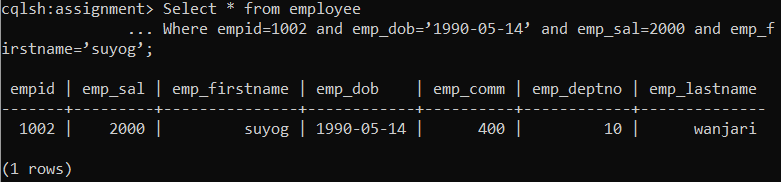 cqlsh:assignment> Select * from employee
... Where empid=1002 and emp_dob=’1990-05-14’ and emp_sal=2000 and emp_f
irstname=’suyog’;
empid | emp_sal | emp_firstname | emp_dob | emp_comm | emp_deptno | emp_lastname
-------+---------+---------------+------------+----------+------------+--------------
1002 | 2000 | suyog | 1990-05-14 | 400 | 10 | wanjari
(1 rows)